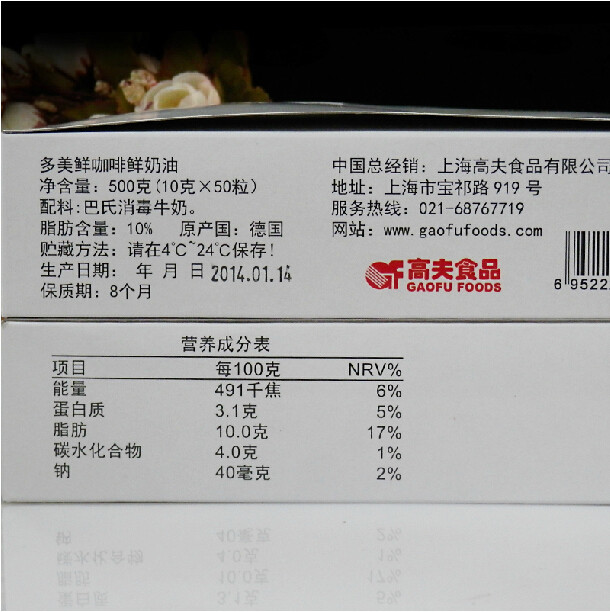 多美鲜咖啡鲜奶油
净含量：500克(10克×50粒)
配料:巴氏消毒牛奶。
脂肪含量：10% 原产国：德国
贮藏方法：请在4℃~24℃保存！
生产日期： 年 月 日 2014.01.14
保质期：8个月
中国总经销：上海高夫食品有限公司
地址：上海市宝祁路919号
服务热线：021-68767719
网站：www.gaofufoods.com
高夫食品
GAOFU FOODS
6 95222
营养成分表
项目 每100克 NRV%
能量 491千焦 6%
蛋白质 3.1克 5%
脂肪 10.0克 17%
碳水化合物 4.0克 1%
钠 40毫克 2%